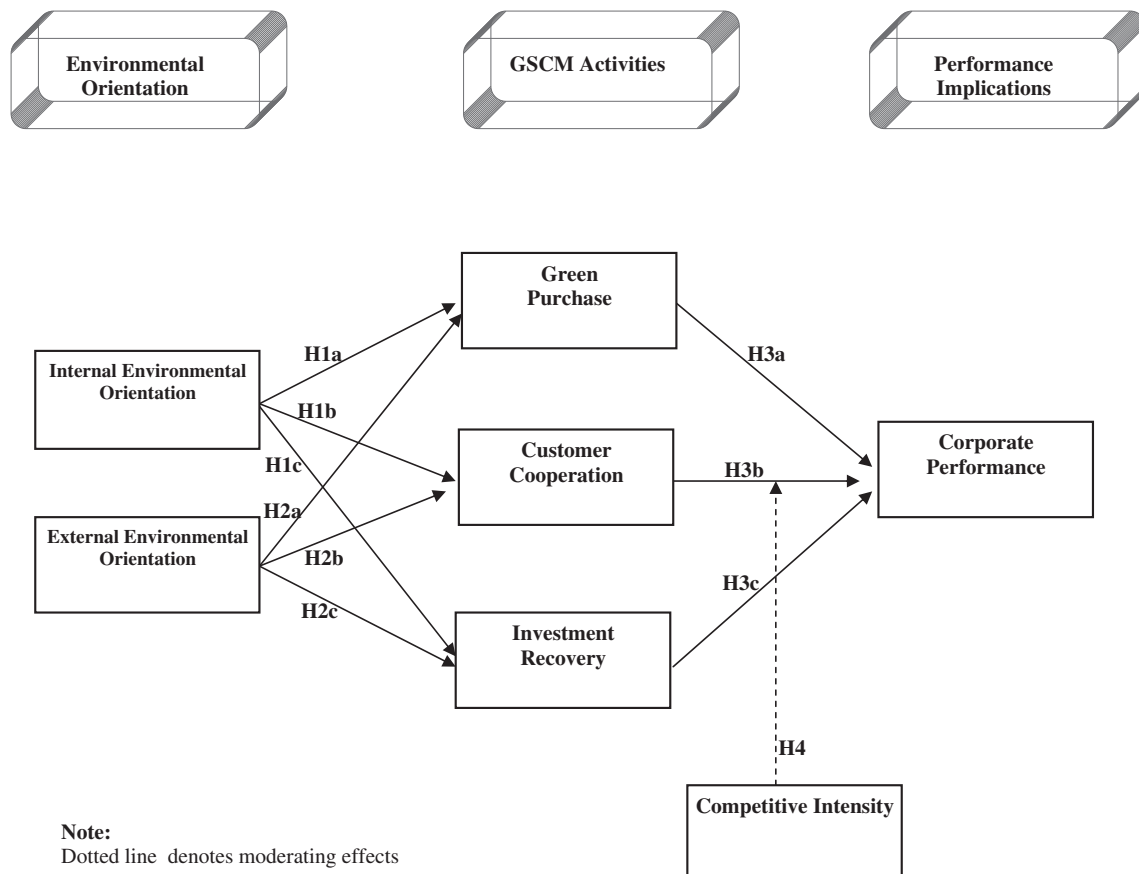 Environmental
Orientation
GSCM Activities
Performance
Implications
Green
Purchase
H1a
H3a
Internal Environmental
Orientation
H1b
Customer
Cooperation
H1c
H3b
Corporate
Performance
H2a
External Environmental
Orientation
H2b
H2c
H3c
Investment
Recovery
H4
Competitive Intensity
Note:
Dotted line denotes moderating effects